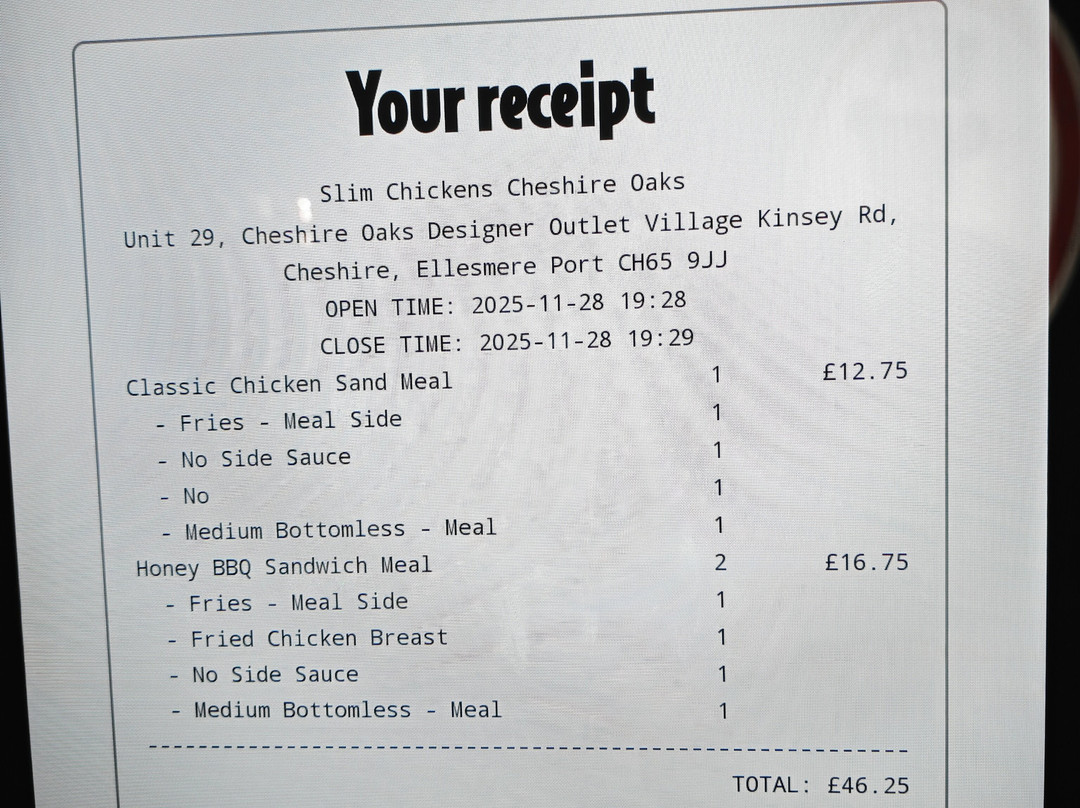 Your receipt
Slim Chickens Cheshire Oaks
Unit 29, Cheshire Oaks Designer Outlet Village Kinsey Rd,
Cheshire, Ellesmere Port CH65 9JJ
OPEN TIME: 2025-11-28 19:28
CLOSE TIME: 2025-11-28 19:29
Classic Chicken Sand Meal 1 £12.75
- Fries - Meal Side 1
- No Side Sauce 1
- No 1
- Medium Bottomless - Meal 1
Honey BBQ Sandwich Meal 2 £16.75
- Fries - Meal Side 1
- Fried Chicken Breast 1
- No Side Sauce 1
- Medium Bottomless - Meal 1
--------------------------------------------------
TOTAL: £46.25